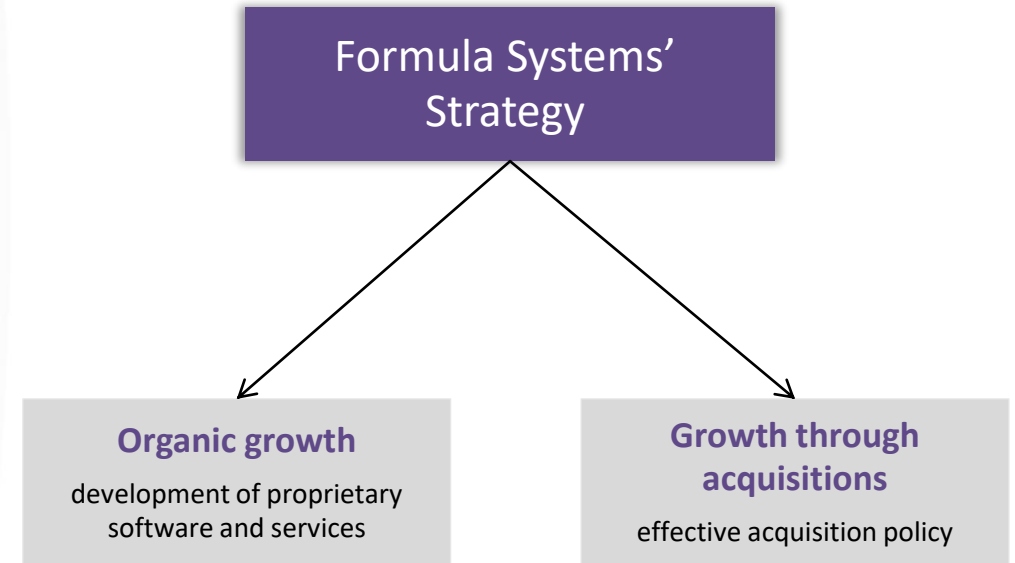 Formula Systems’
Strategy
Organic growth
development of proprietary
software and services
Growth through
acquisitions
effective acquisition policy